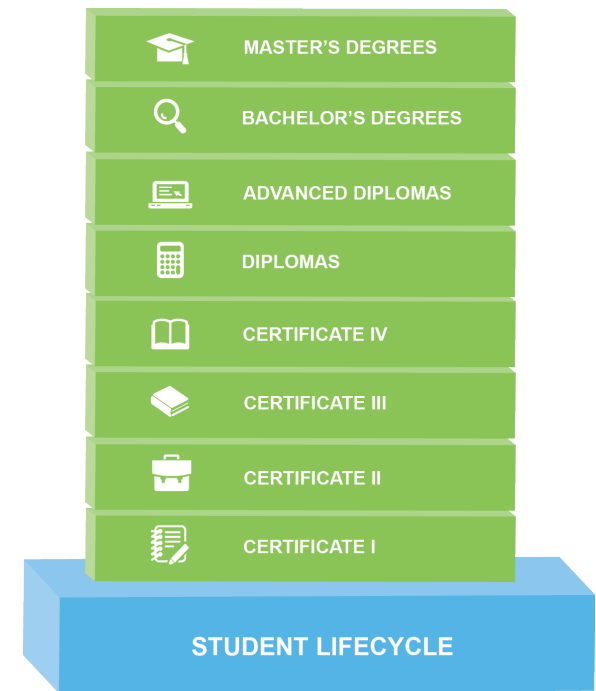 MASTER'S DEGREES
BACHELOR'S DEGREES
ADVANCED DIPLOMAS
DIPLOMAS
CERTIFICATE IV
CERTIFICATE III
CERTIFICATE II
CERTIFICATE I
STUDENT LIFECYCLE